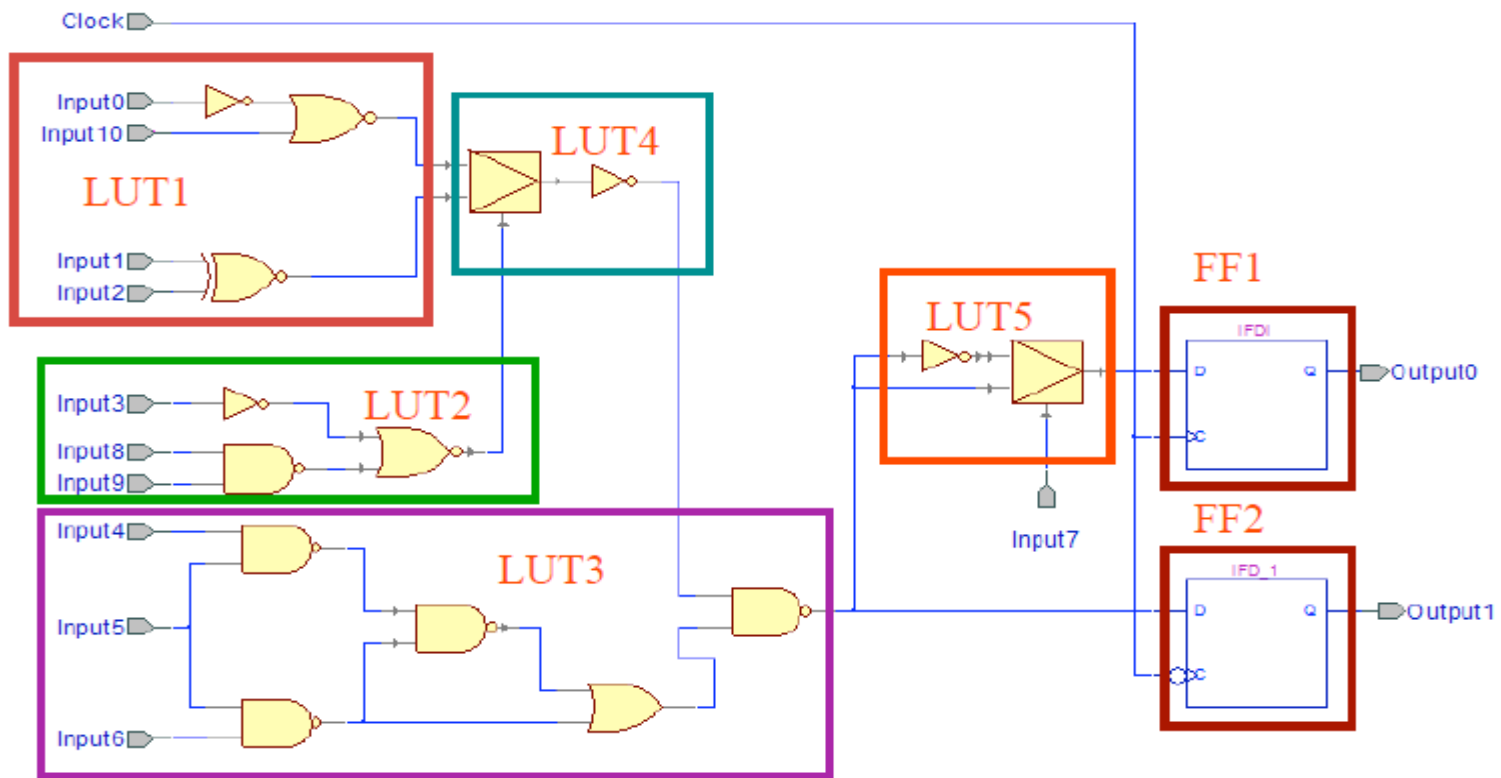 Clock
Input0
Input10
LUT1
LUT4
Input1
Input2
LUT5
FF1
IFDI
D
Q
Output0
C
Input3
LUT2
Input8
Input9
Input7
FF2
Input4
LUT3
IFD_1
D
Q
Output1
Input5
C
Input6